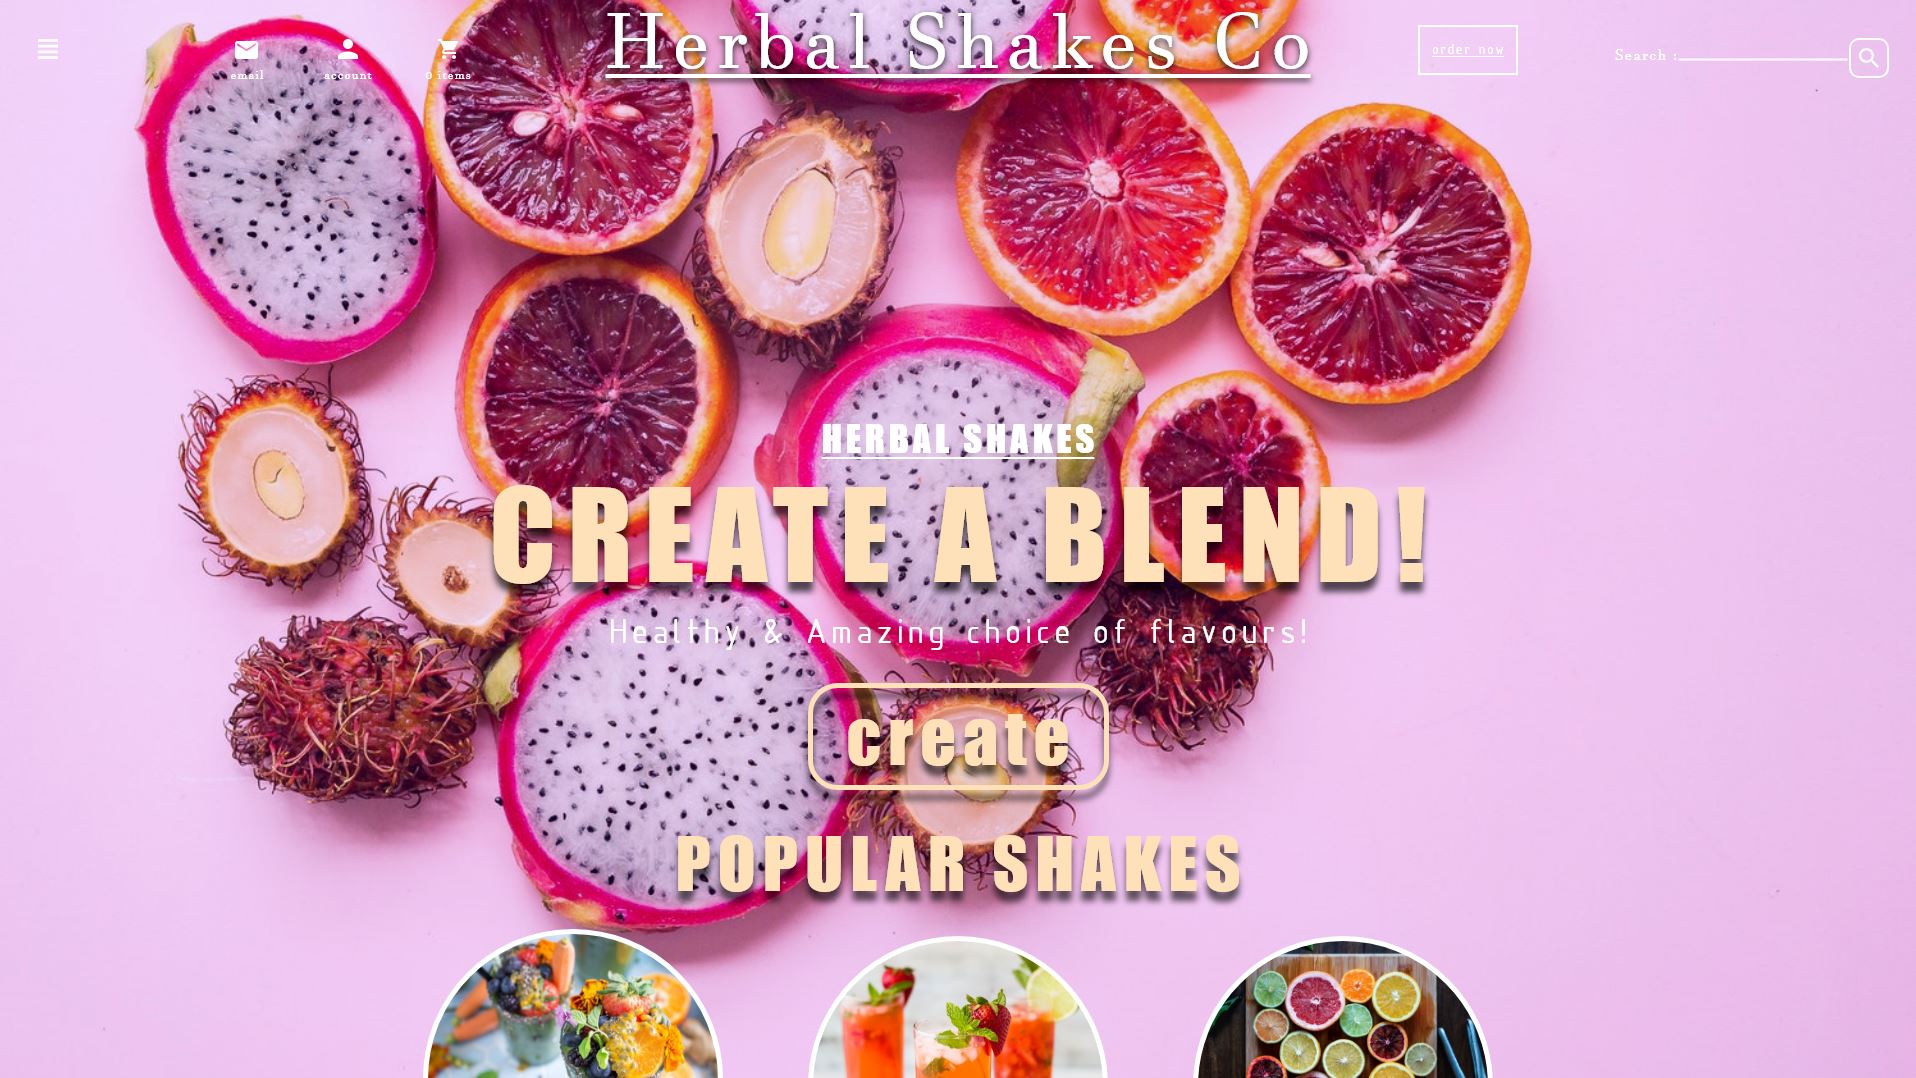 Herbal Shakes Co
email
account
0 items
order now
Search :
HERBAL SHAKES
CREATE A BLEND!
Healthy & Amazing choice of flavours!
create
POPULAR SHAKES